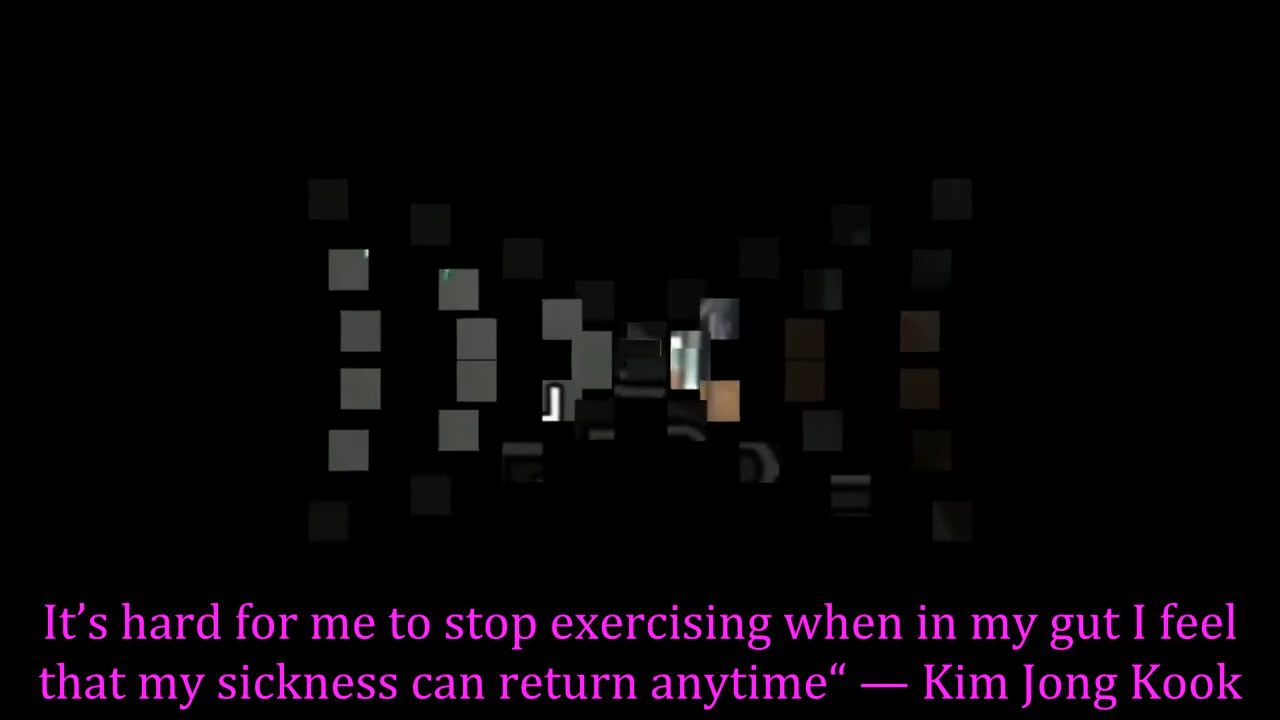 It’s hard for me to stop exercising when in my gut I feel
that my sickness can return anytime“ — Kim Jong Kook